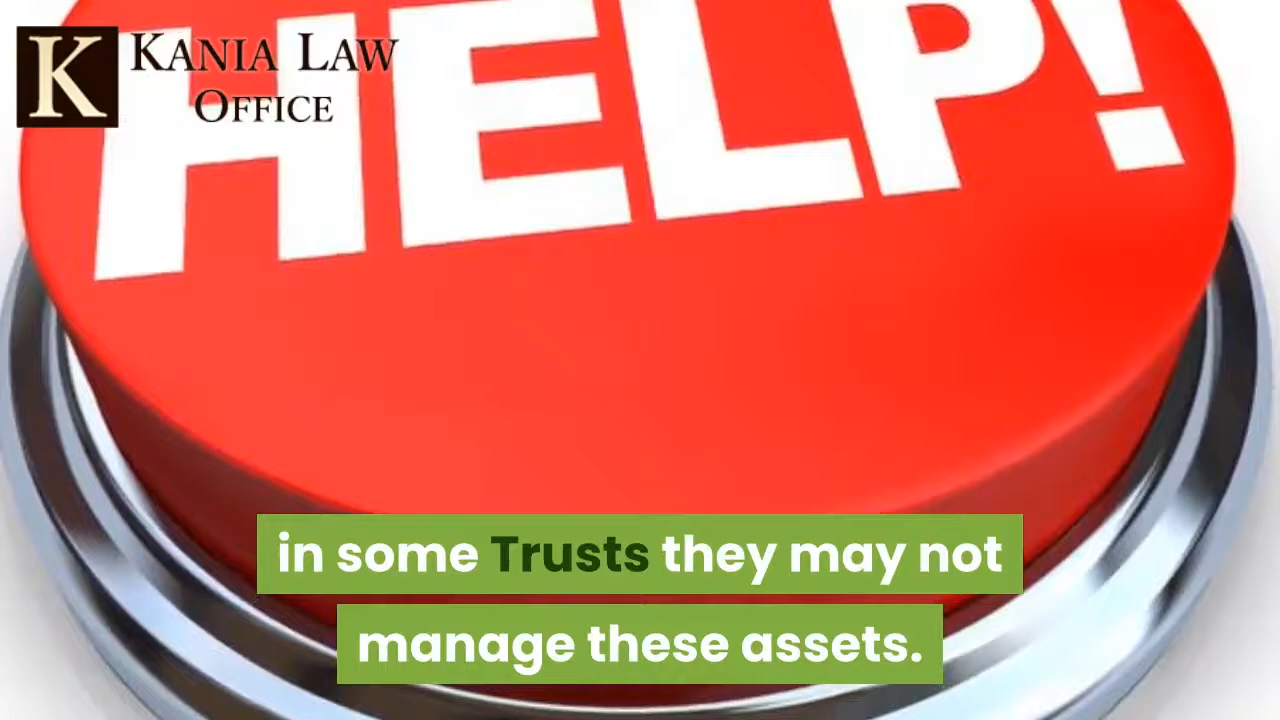 KANIA LAW
OFFICE
K
HELP!
in some Trusts they may not
manage these assets.